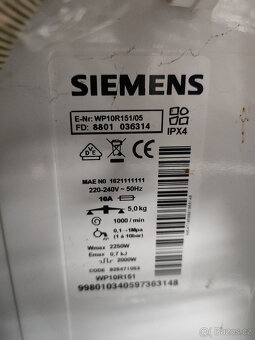 SIEMENS
E-Nr: WP10R151/05
FD: 8801 036314
IPX4
MAE NO 1621111111
220-240V ~ 50Hz
10A
5,0kg
1000 /min
0,1-1Mpa
(1 à 10bar)
Wmax 2250W
Emax 0,7 kJ
2000W
WP10R151
998010340597363148